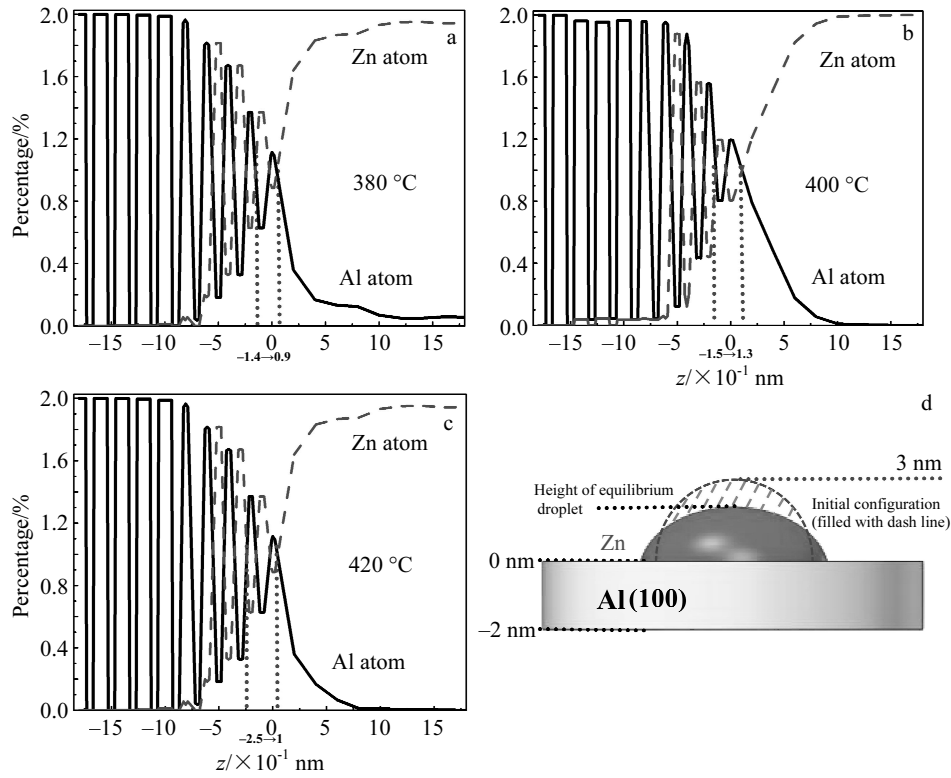 a
2.0
1.6
1.2
0.8
0.4
0.0
Percentage/%
Zn atom
380 °C
Al atom
−15 −10 −5 0 5 10 15
−1.4→0.9
b
2.0
1.6
1.2
0.8
0.4
0.0
Zn atom
400 °C
Al atom
−15 −10 −5 0 5 10 15
−1.5→1.3
z/×10⁻¹ nm
c
2.0
1.6
1.2
0.8
0.4
0.0
Percentage/%
Zn atom
420 °C
Al atom
−15 −10 −5 0 5 10 15
−2.5→1
z/×10⁻¹ nm
d
3 nm
Height of equilibrium
droplet
Initial configuration
(filled with dash line)
Zn
0 nm
Al(100)
−2 nm